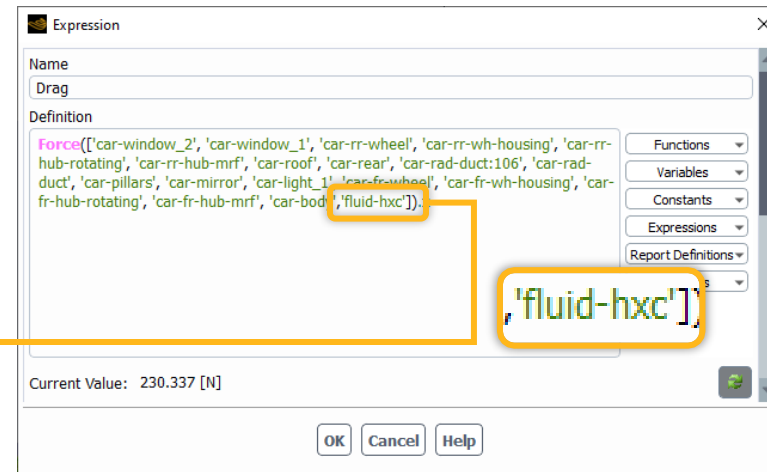 Expression
Name
Drag
Definition
Force(['car-window_2', 'car-window_1', 'car-rr-wheel', 'car-rr-wh-housing', 'car-rr-
hub-rotating', 'car-rr-hub-mrf', 'car-roof', 'car-rear', 'car-rad-duct:106', 'car-rad-
duct', 'car-pillars', 'car-mirror', 'car-light_1', 'car-fr-wheel', 'car-fr-wh-housing', 'car-
fr-hub-rotating', 'car-fr-hub-mrf', 'car-body','fluid-hxc']).
Functions
Variables
Constants
Expressions
Report Definitions
,'fluid-hxc'])
Current Value: 230.337 [N]
OK Cancel Help